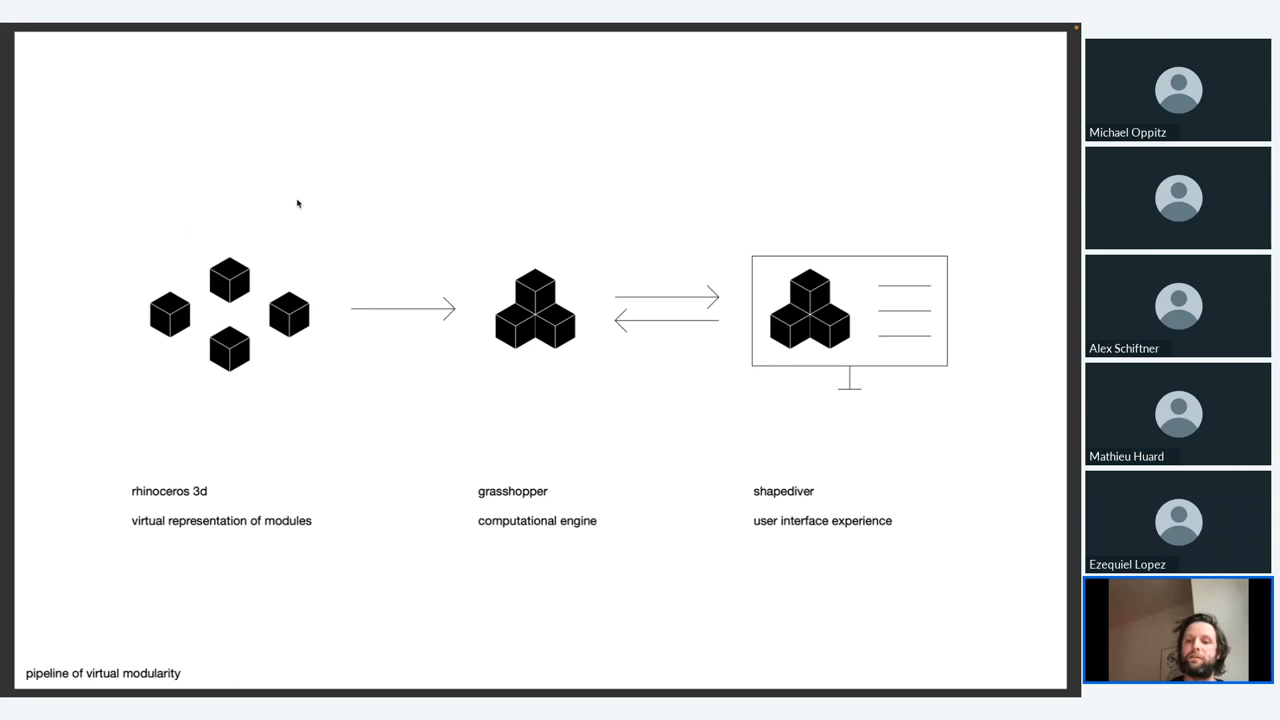 rhinoceros 3d
virtual representation of modules
grasshopper
computational engine
shapediver
user interface experience
pipeline of virtual modularity
Michael Oppitz
Alex Schiftner
Mathieu Huard
Ezequiel Lopez